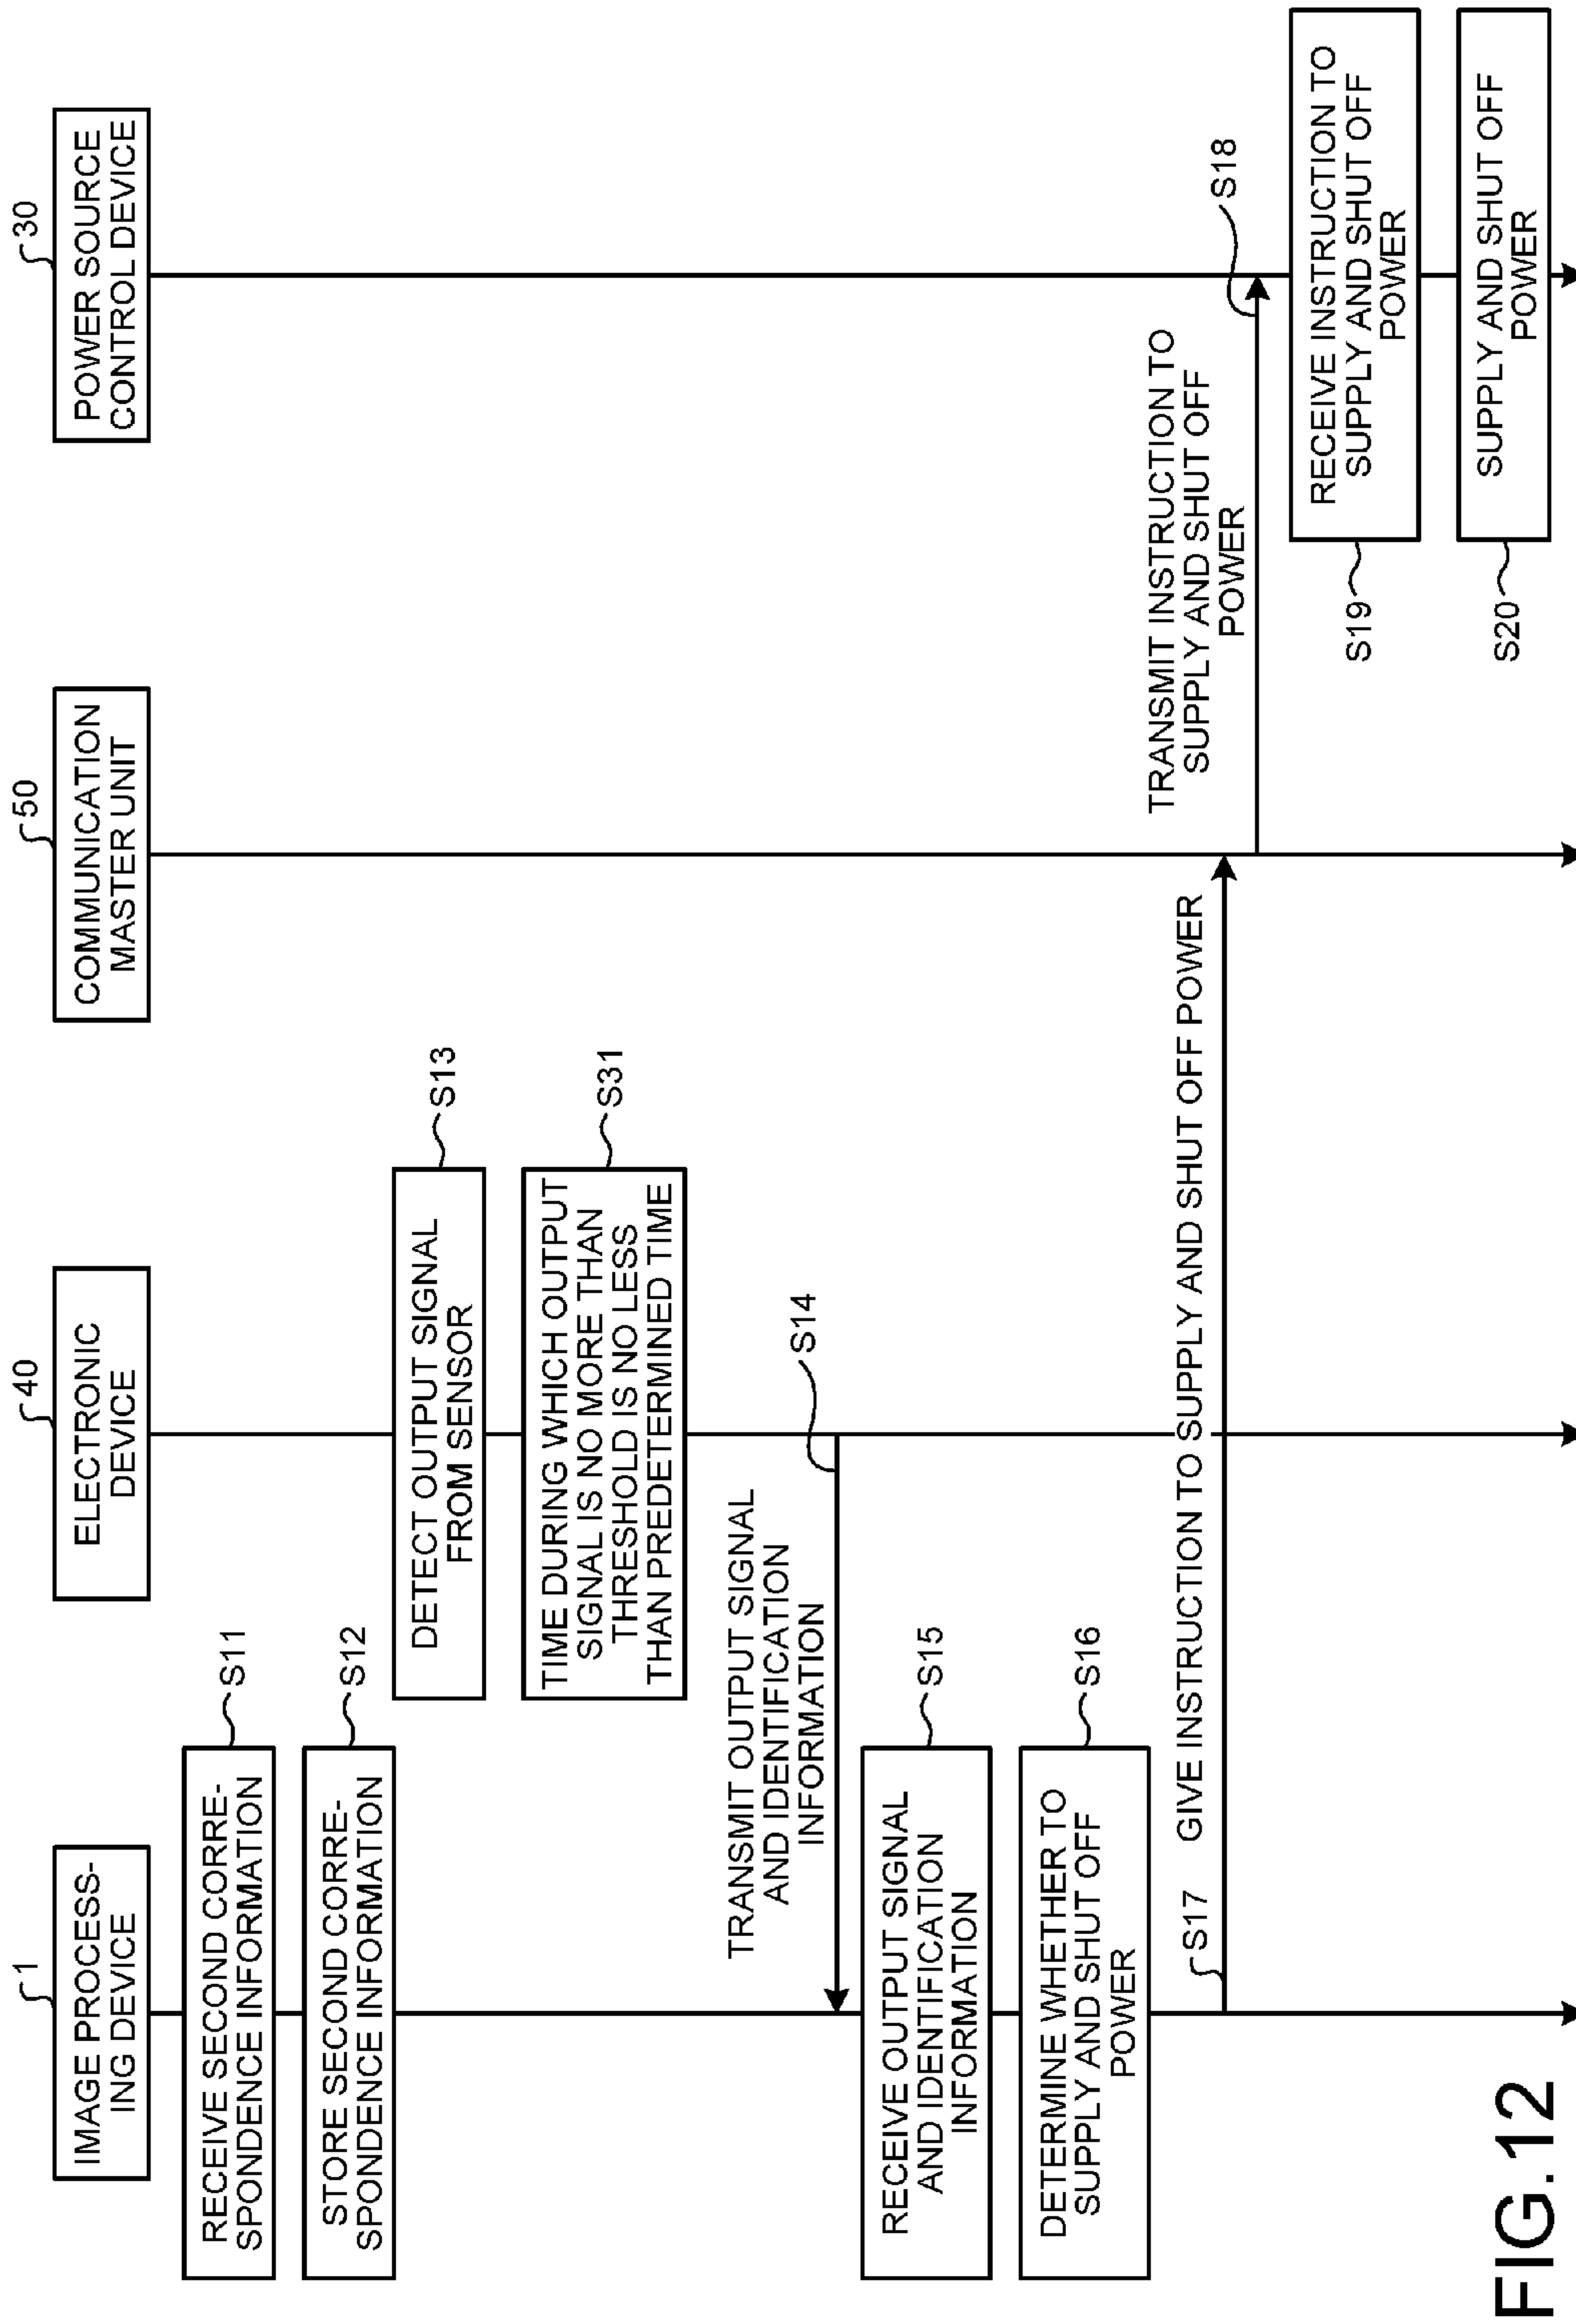 FIG.12
1
IMAGE PROCESS-
ING DEVICE
40
ELECTRONIC
DEVICE
50
COMMUNICATION
MASTER UNIT
30
POWER SOURCE
CONTROL DEVICE
S11
RECEIVE SECOND CORRE-
SPONDENCE INFORMATION
S12
STORE SECOND CORRE-
SPONDENCE INFORMATION
S13
DETECT OUTPUT SIGNAL
FROM SENSOR
S31
TIME DURING WHICH OUTPUT
SIGNAL IS NO MORE THAN
THRESHOLD IS NO LESS
THAN PREDETERMINED TIME
S14
TRANSMIT OUTPUT SIGNAL
AND IDENTIFICATION
INFORMATION
S15
RECEIVE OUTPUT SIGNAL
AND IDENTIFICATION
INFORMATION
S16
DETERMINE WHETHER TO
SUPPLY AND SHUT OFF
POWER
S17
GIVE INSTRUCTION TO SUPPLY AND SHUT OFF POWER
TRANSMIT INSTRUCTION TO
SUPPLY AND SHUT OFF
POWER
S18
S19
RECEIVE INSTRUCTION TO
SUPPLY AND SHUT OFF
POWER
S20
SUPPLY AND SHUT OFF
POWER